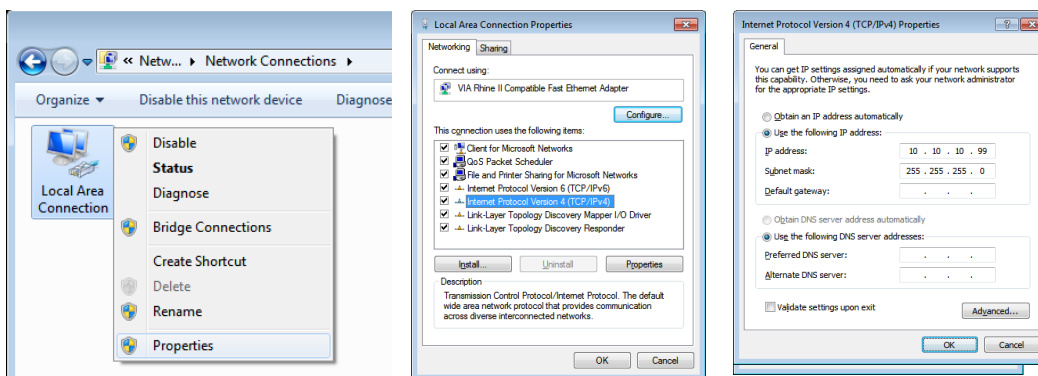 « Netw... ▸ Network Connections ▸
Organize ▾ Disable this network device Diagnose
Local Area
Connection
Disable
Status
Diagnose
Bridge Connections
Create Shortcut
Delete
Rename
Properties
Local Area Connection Properties
Networking Sharing
Connect using:
VIA Rhine II Compatible Fast Ethernet Adapter
Configure...
This connection uses the following items:
Client for Microsoft Networks
QoS Packet Scheduler
File and Printer Sharing for Microsoft Networks
Internet Protocol Version 6 (TCP/IPv6)
Internet Protocol Version 4 (TCP/IPv4)
Link-Layer Topology Discovery Mapper I/O Driver
Link-Layer Topology Discovery Responder
Install... Uninstall Properties
Description
Transmission Control Protocol/Internet Protocol. The default
wide area network protocol that provides communication
across diverse interconnected networks.
OK Cancel
Internet Protocol Version 4 (TCP/IPv4) Properties
General
You can get IP settings assigned automatically if your network supports
this capability. Otherwise, you need to ask your network administrator
for the appropriate IP settings.
Obtain an IP address automatically
Use the following IP address:
IP address: 10 . 10 . 10 . 99
Subnet mask: 255 . 255 . 255 . 0
Default gateway: . . .
Obtain DNS server address automatically
Use the following DNS server addresses:
Preferred DNS server: . . .
Alternate DNS server: . . .
Validate settings upon exit
Advanced...
OK Cancel